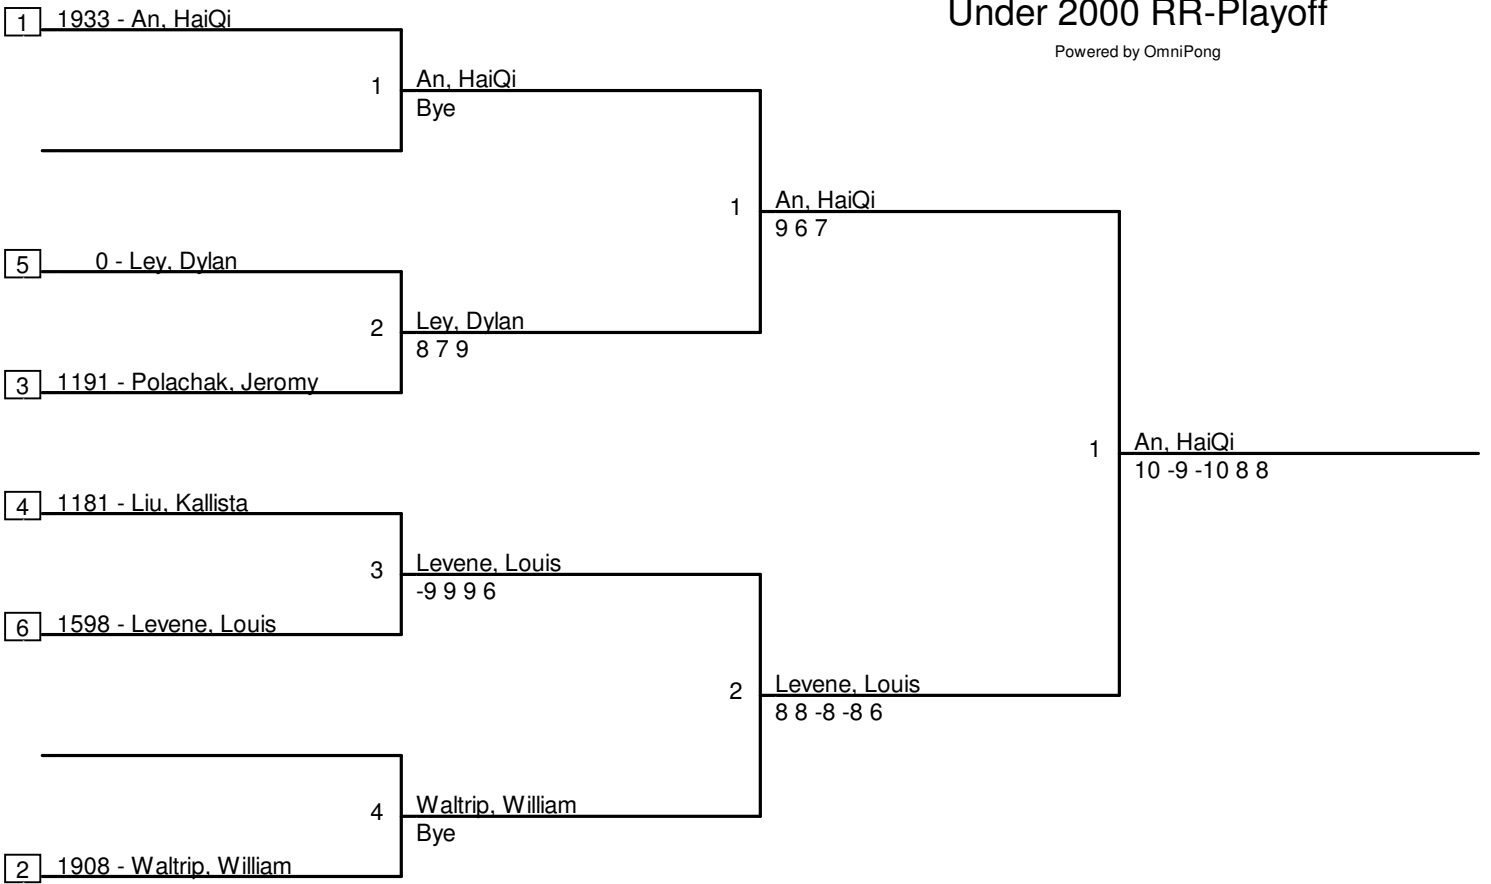 Under 2000 RR-Playoff
Powered by OmniPong
1 1933 - An, HaiQi
1 An, HaiQi
Bye
1 An, HaiQi
9 6 7
5 0 - Ley, Dylan
2 Ley, Dylan
8 7 9
3 1191 - Polachak, Jeromy
1 An, HaiQi
10 -9 -10 8 8
4 1181 - Liu, Kallista
3 Levene, Louis
-9 9 9 6
6 1598 - Levene, Louis
2 Levene, Louis
8 8 -8 -8 6
4 Waltrip, William
Bye
2 1908 - Waltrip, William